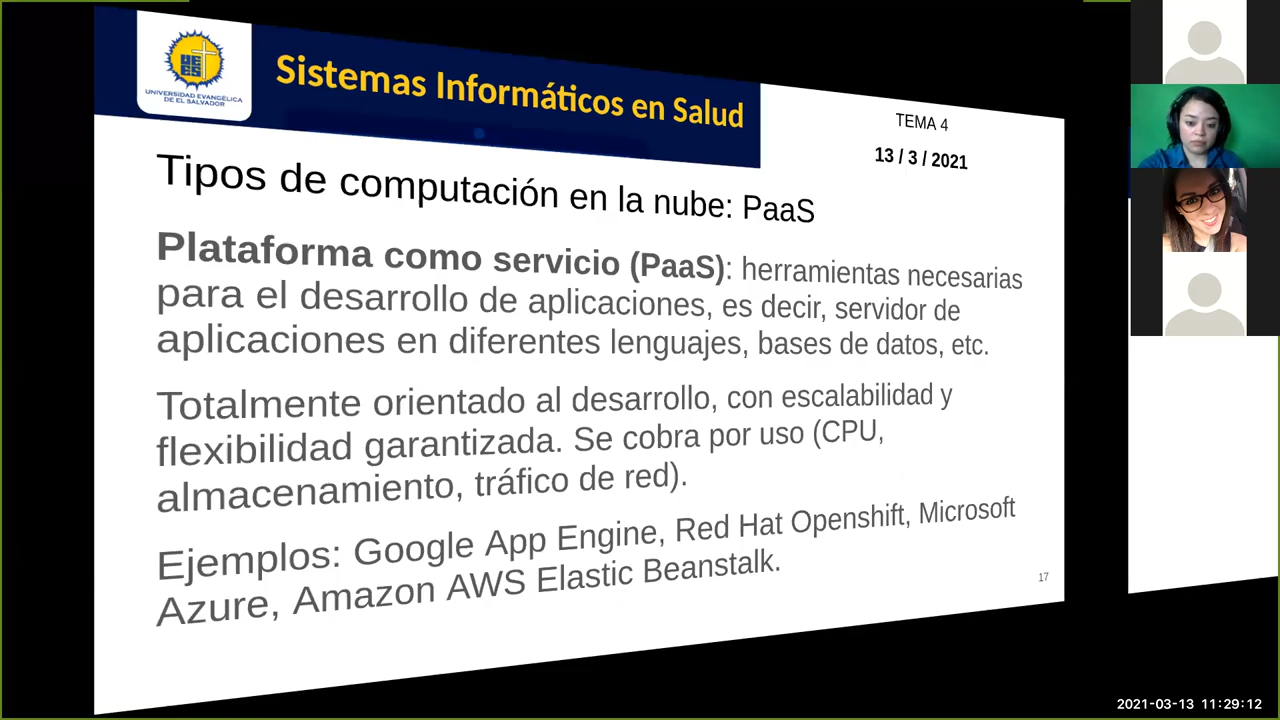 UE
ES
UNIVERSIDAD EVANGÉLICA
DE EL SALVADOR
Sistemas Informáticos en Salud
TEMA 4
13 / 3 / 2021
Tipos de computación en la nube: PaaS
Plataforma como servicio (PaaS): herramientas necesarias
para el desarrollo de aplicaciones, es decir, servidor de
aplicaciones en diferentes lenguajes, bases de datos, etc.
Totalmente orientado al desarrollo, con escalabilidad y
flexibilidad garantizada. Se cobra por uso (CPU,
almacenamiento, tráfico de red).
Ejemplos: Google App Engine, Red Hat Openshift, Microsoft
Azure, Amazon AWS Elastic Beanstalk.
17
2021-03-13 11:29:12